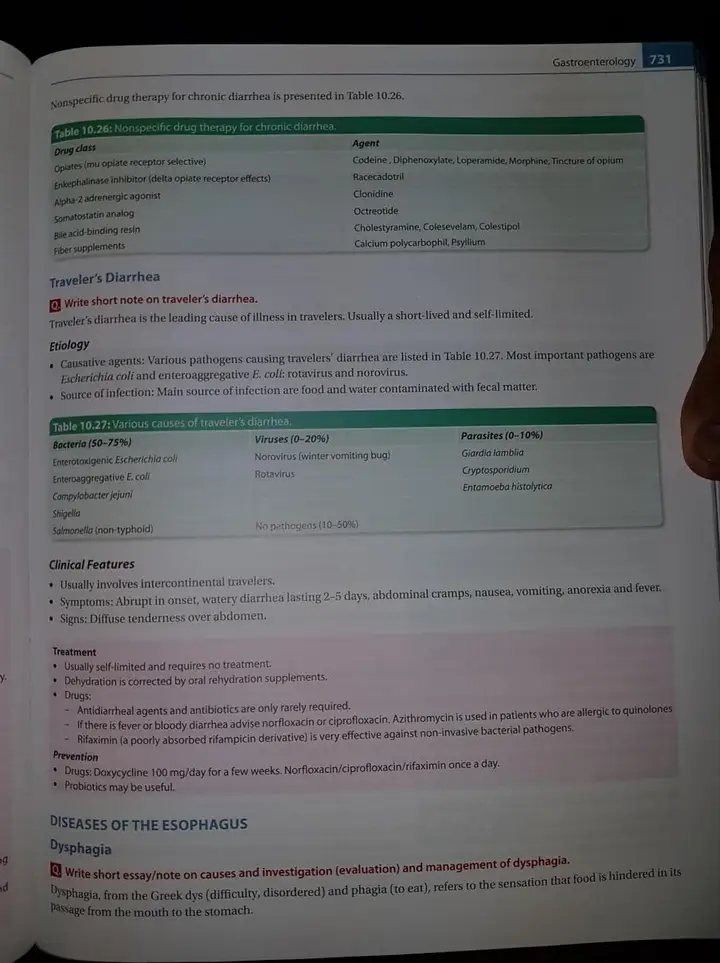 Gastroenterology 731
Nonspecific drug therapy for chronic diarrhea is presented in Table 10.26.
Table 10.26: Nonspecific drug therapy for chronic diarrhea.
Drug class Agent
Opiates (mu opiate receptor selective) Codeine , Diphenoxylate, Loperamide, Morphine, Tincture of opium
Enkephalinase inhibitor (delta opiate receptor effects) Racecadotril
Alpha-2 adrenergic agonist Clonidine
Somatostatin analog Octreotide
Bile acid-binding resin Cholestyramine, Colesevelam, Colestipol
Fiber supplements Calcium polycarbophil, Psyllium
Traveler's Diarrhea
Q. Write short note on traveler's diarrhea.
Traveler's diarrhea is the leading cause of illness in travelers. Usually a short-lived and self-limited.
Etiology
• Causative agents: Various pathogens causing travelers' diarrhea are listed in Table 10.27. Most important pathogens are
Escherichia coli and enteroaggregative E. coli: rotavirus and norovirus.
• Source of infection: Main source of infection are food and water contaminated with fecal matter.
Table 10.27: Various causes of traveler's diarrhea.
Bacteria (50–75%) Viruses (0–20%) Parasites (0–10%)
Enterotoxigenic Escherichia coli Norovirus (winter vomiting bug) Giardia lamblia
Enteroaggregative E. coli Rotavirus Cryptosporidium
Campylobacter jejuni Entamoeba histolytica
Shigella
Salmonella (non-typhoid) No pathogens (10–50%)
Clinical Features
• Usually involves intercontinental travelers.
• Symptoms: Abrupt in onset, watery diarrhea lasting 2–5 days, abdominal cramps, nausea, vomiting, anorexia and fever.
• Signs: Diffuse tenderness over abdomen.
Treatment
• Usually self-limited and requires no treatment.
• Dehydration is corrected by oral rehydration supplements.
• Drugs:
– Antidiarrheal agents and antibiotics are only rarely required.
– If there is fever or bloody diarrhea advise norfloxacin or ciprofloxacin. Azithromycin is used in patients who are allergic to quinolones
– Rifaximin (a poorly absorbed rifampicin derivative) is very effective against non-invasive bacterial pathogens.
Prevention
• Drugs: Doxycycline 100 mg/day for a few weeks. Norfloxacin/ciprofloxacin/rifaximin once a day.
• Probiotics may be useful.
DISEASES OF THE ESOPHAGUS
Dysphagia
Q. Write short essay/note on causes and investigation (evaluation) and management of dysphagia.
Dysphagia, from the Greek dys (difficulty, disordered) and phagia (to eat), refers to the sensation that food is hindered in its
passage from the mouth to the stomach.